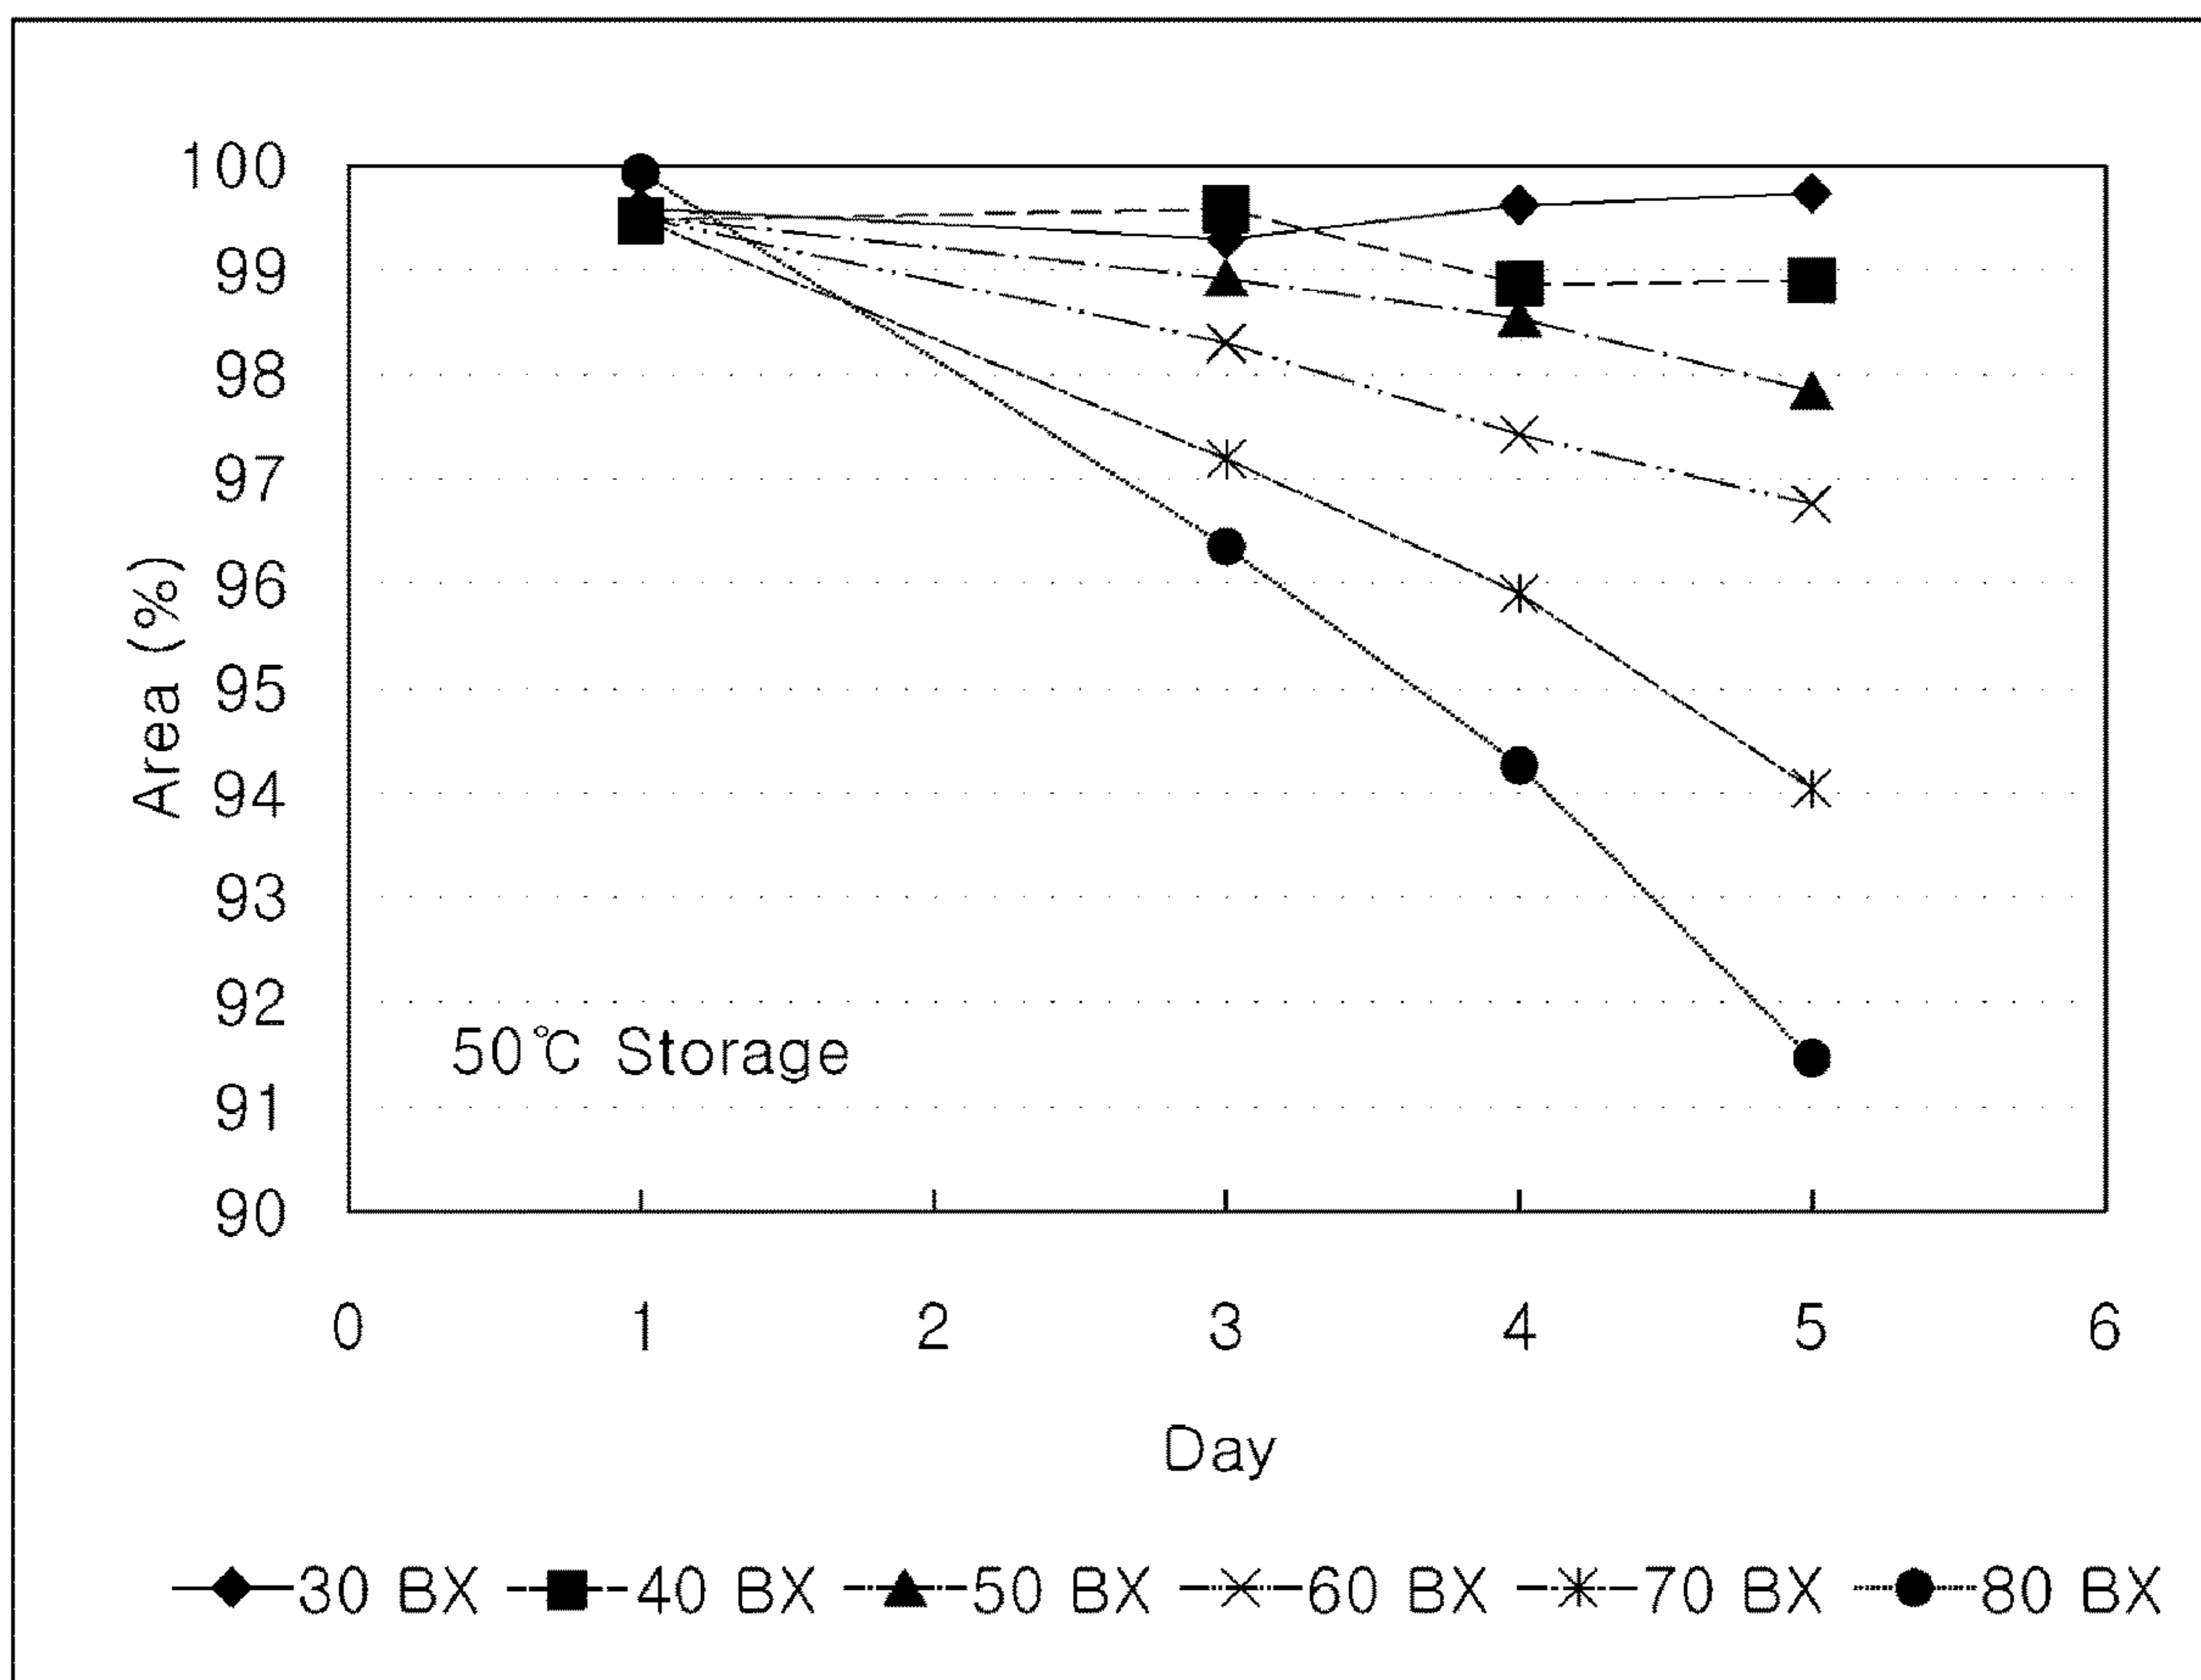 100
99
98
97
96
95
94
93
92
91
90
Area (%)
50℃ Storage
0 1 2 3 4 5 6
Day
30 BX 40 BX 50 BX 60 BX 70 BX 80 BX